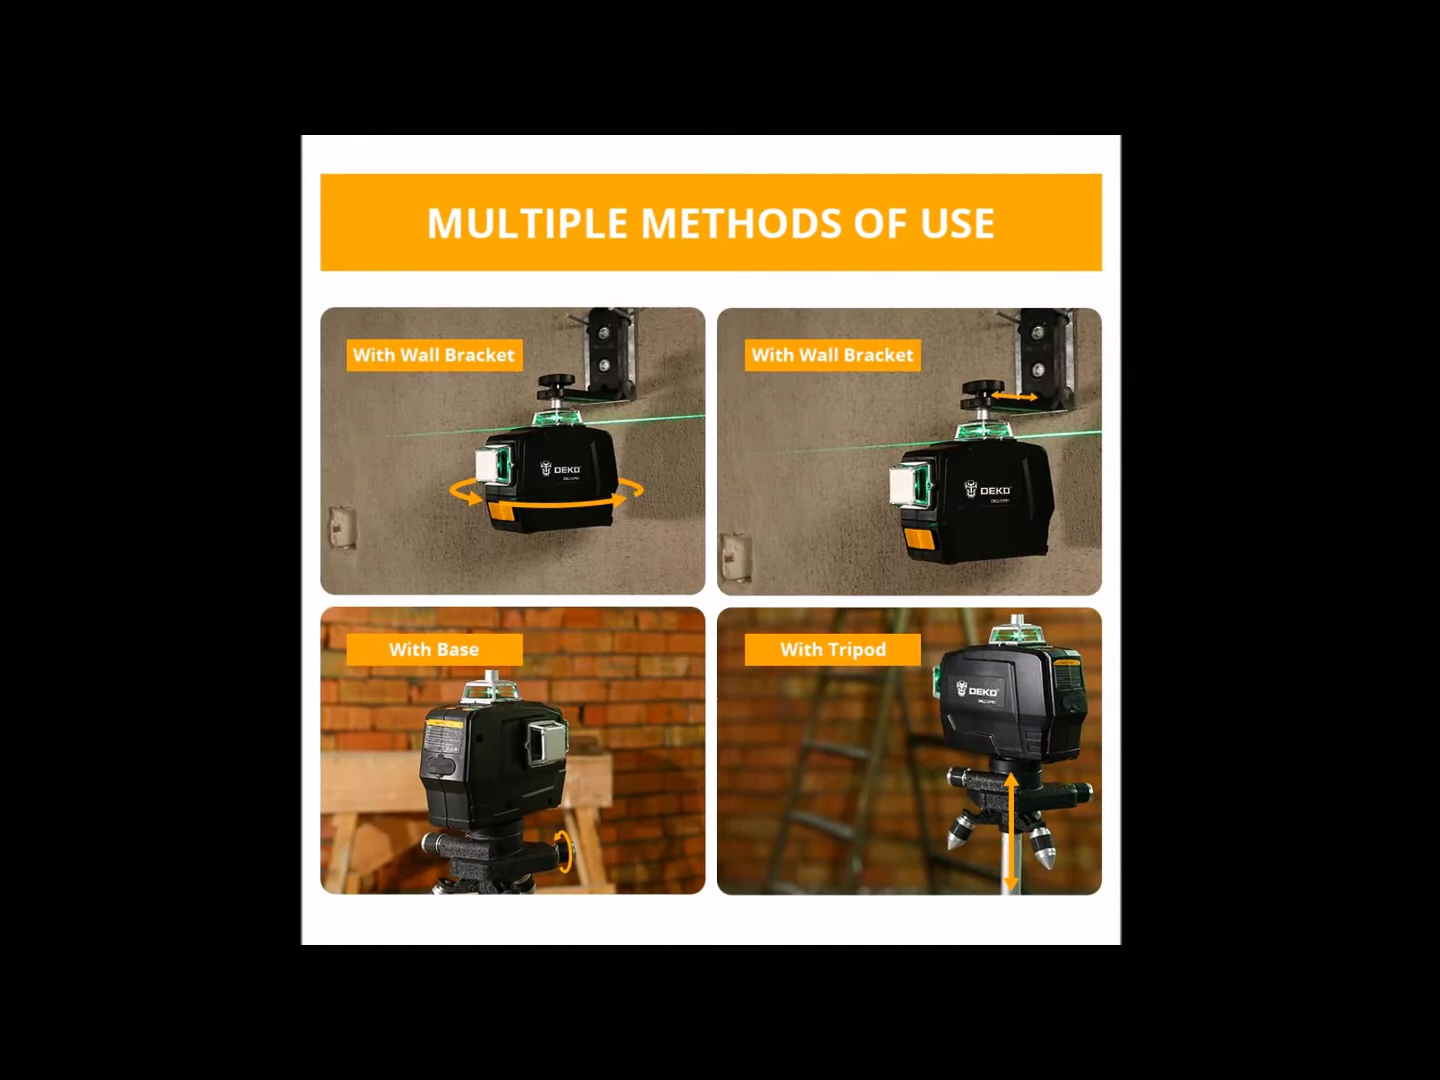 MULTIPLE METHODS OF USE
With Wall Bracket
With Wall Bracket
DEKO
DEKO
With Base
With Tripod
DEKO